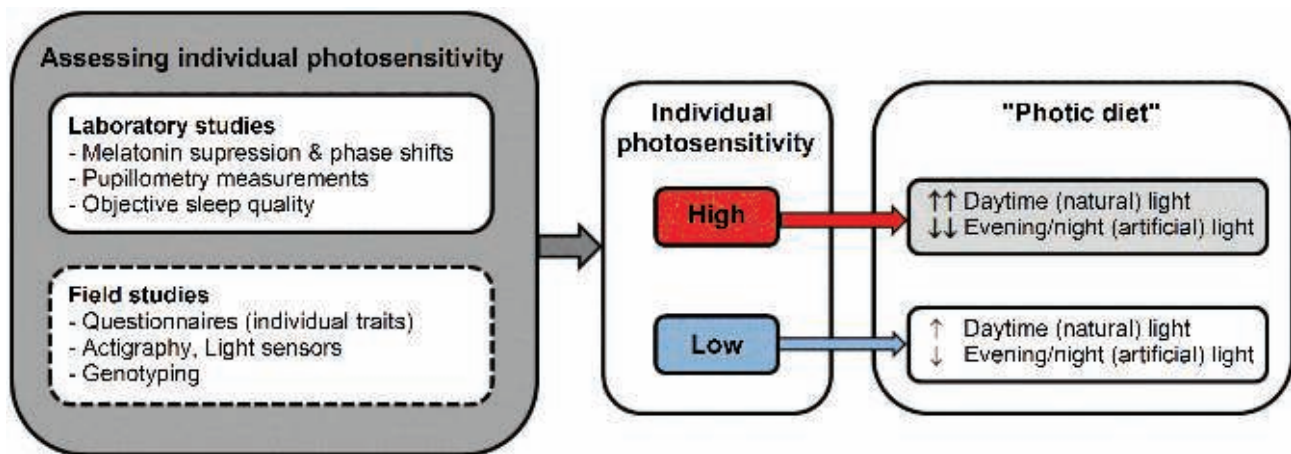 Assessing individual photosensitivity
Laboratory studies
- Melatonin supression & phase shifts
- Pupillometry measurements
- Objective sleep quality
Field studies
- Questionnaires (individual traits)
- Actigraphy, Light sensors
- Genotyping
Individual
photosensitivity
High
Low
"Photic diet"
↑↑ Daytime (natural) light
↓↓ Evening/night (artificial) light
↑ Daytime (natural) light
↓ Evening/night (artificial) light